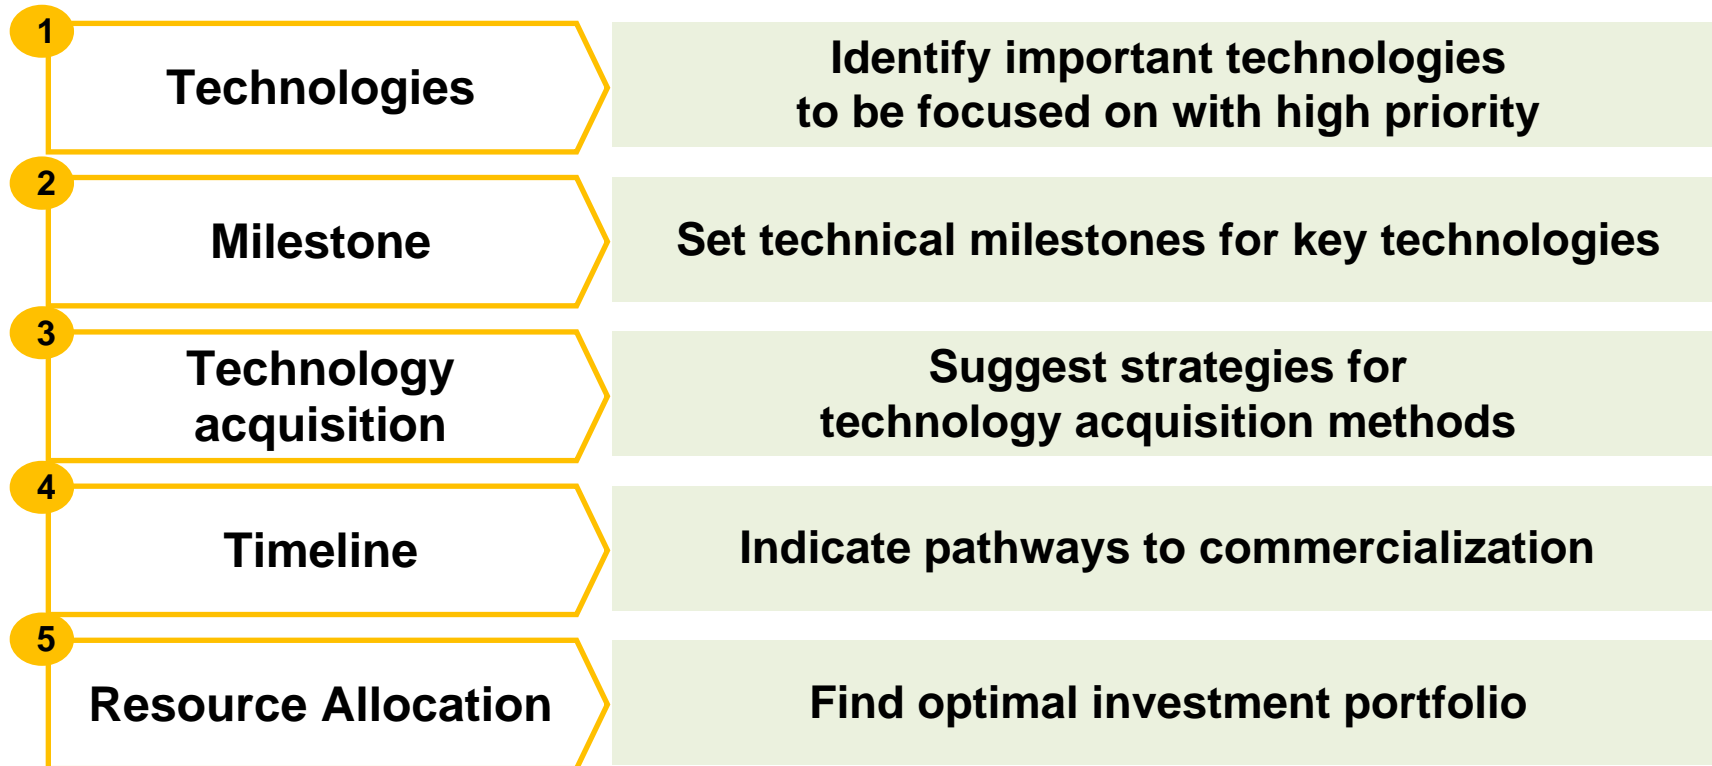 1
Technologies
Identify important technologies
to be focused on with high priority
2
Milestone
Set technical milestones for key technologies
3
Technology
acquisition
Suggest strategies for
technology acquisition methods
4
Timeline
Indicate pathways to commercialization
5
Resource Allocation
Find optimal investment portfolio